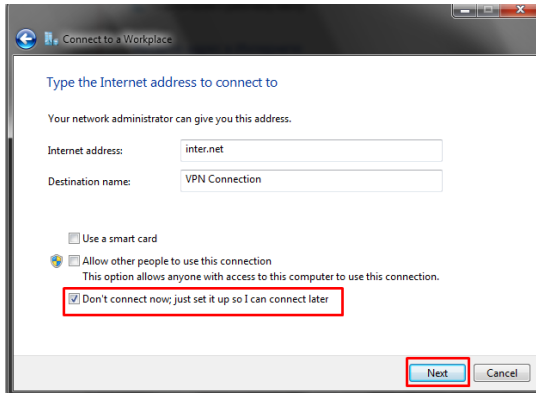 Connect to a Workplace
Type the Internet address to connect to
Your network administrator can give you this address.
Internet address: inter.net
Destination name: VPN Connection
Use a smart card
Allow other people to use this connection
This option allows anyone with access to this computer to use this connection.
Don't connect now; just set it up so I can connect later
Next Cancel